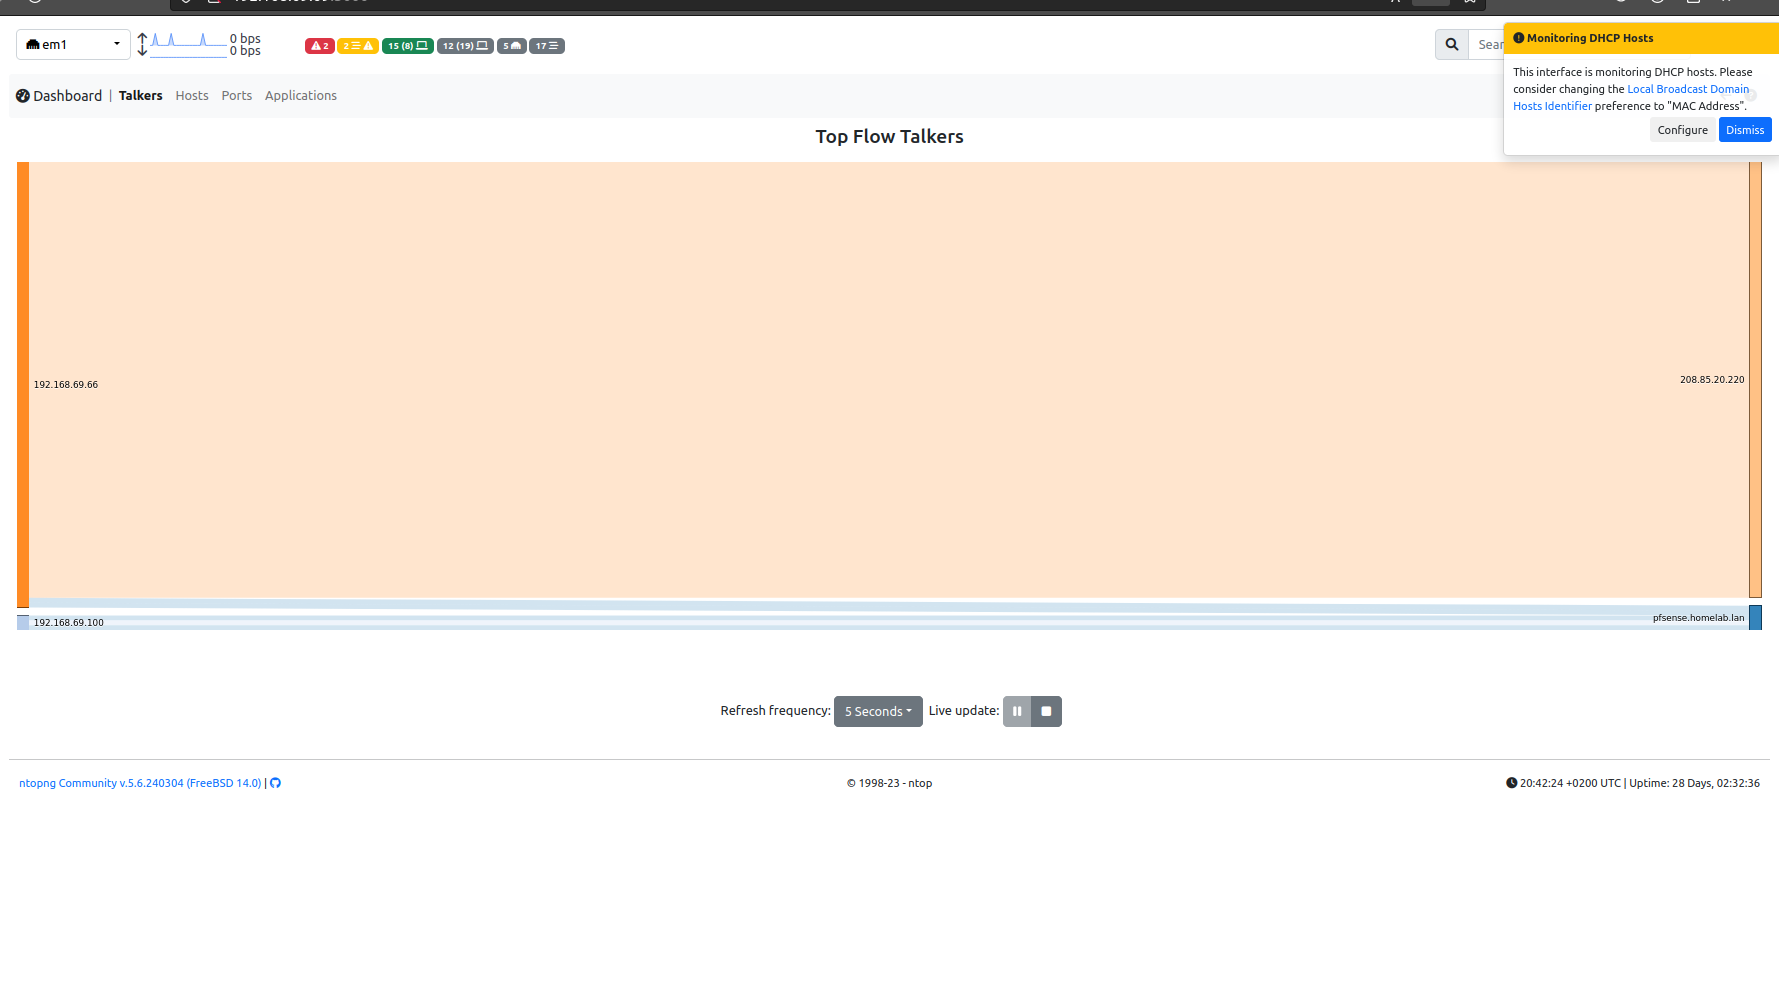 em1
0 bps
0 bps
2
2
15 (8)
12 (19)
5
17
Sear
Monitoring DHCP Hosts
This interface is monitoring DHCP hosts. Please
consider changing the Local Broadcast Domain
Hosts Identifier preference to "MAC Address".
Configure Dismiss
Dashboard | Talkers Hosts Ports Applications
Top Flow Talkers
192.168.69.66
208.85.20.220
192.168.69.100
pfsense.homelab.lan
Refresh frequency: 5 Seconds Live update:
ntopng Community v.5.6.240304 (FreeBSD 14.0) |
© 1998-23 - ntop
20:42:24 +0200 UTC | Uptime: 28 Days, 02:32:36